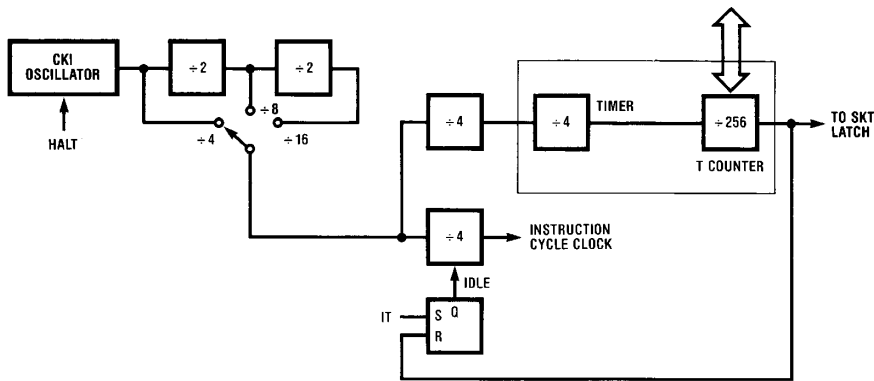 CKI
OSCILLATOR
÷2
÷2
HALT
÷4
÷8
÷16
÷4
÷4
TIMER
÷256
T COUNTER
TO SKT
LATCH
÷4
INSTRUCTION
CYCLE CLOCK
IDLE
IT
S
Q
R